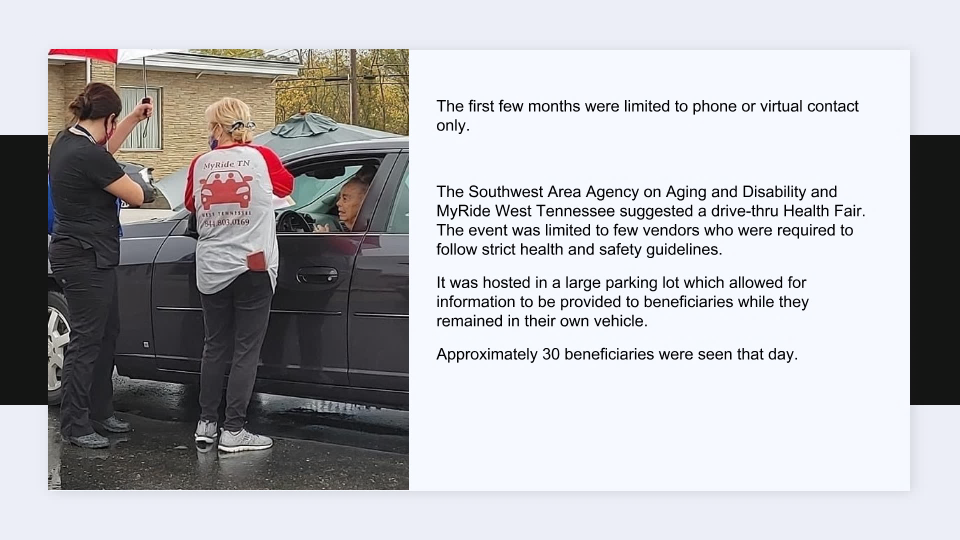 MyRide TN
WEST TENNESSEE
The first few months were limited to phone or virtual contact
only.
The Southwest Area Agency on Aging and Disability and
MyRide West Tennessee suggested a drive-thru Health Fair.
The event was limited to few vendors who were required to
follow strict health and safety guidelines.
It was hosted in a large parking lot which allowed for
information to be provided to beneficiaries while they
remained in their own vehicle.
Approximately 30 beneficiaries were seen that day.